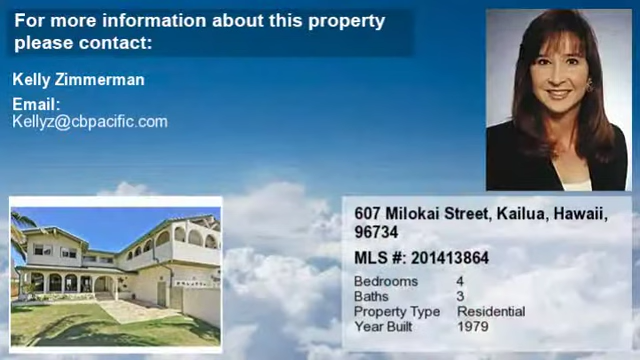 For more information about this property
please contact:
Kelly Zimmerman
Email:
Kellyz@cbpacific.com
607 Milokai Street, Kailua, Hawaii,
96734
MLS #: 201413864
Bedrooms 4
Baths 3
Property Type Residential
Year Built 1979